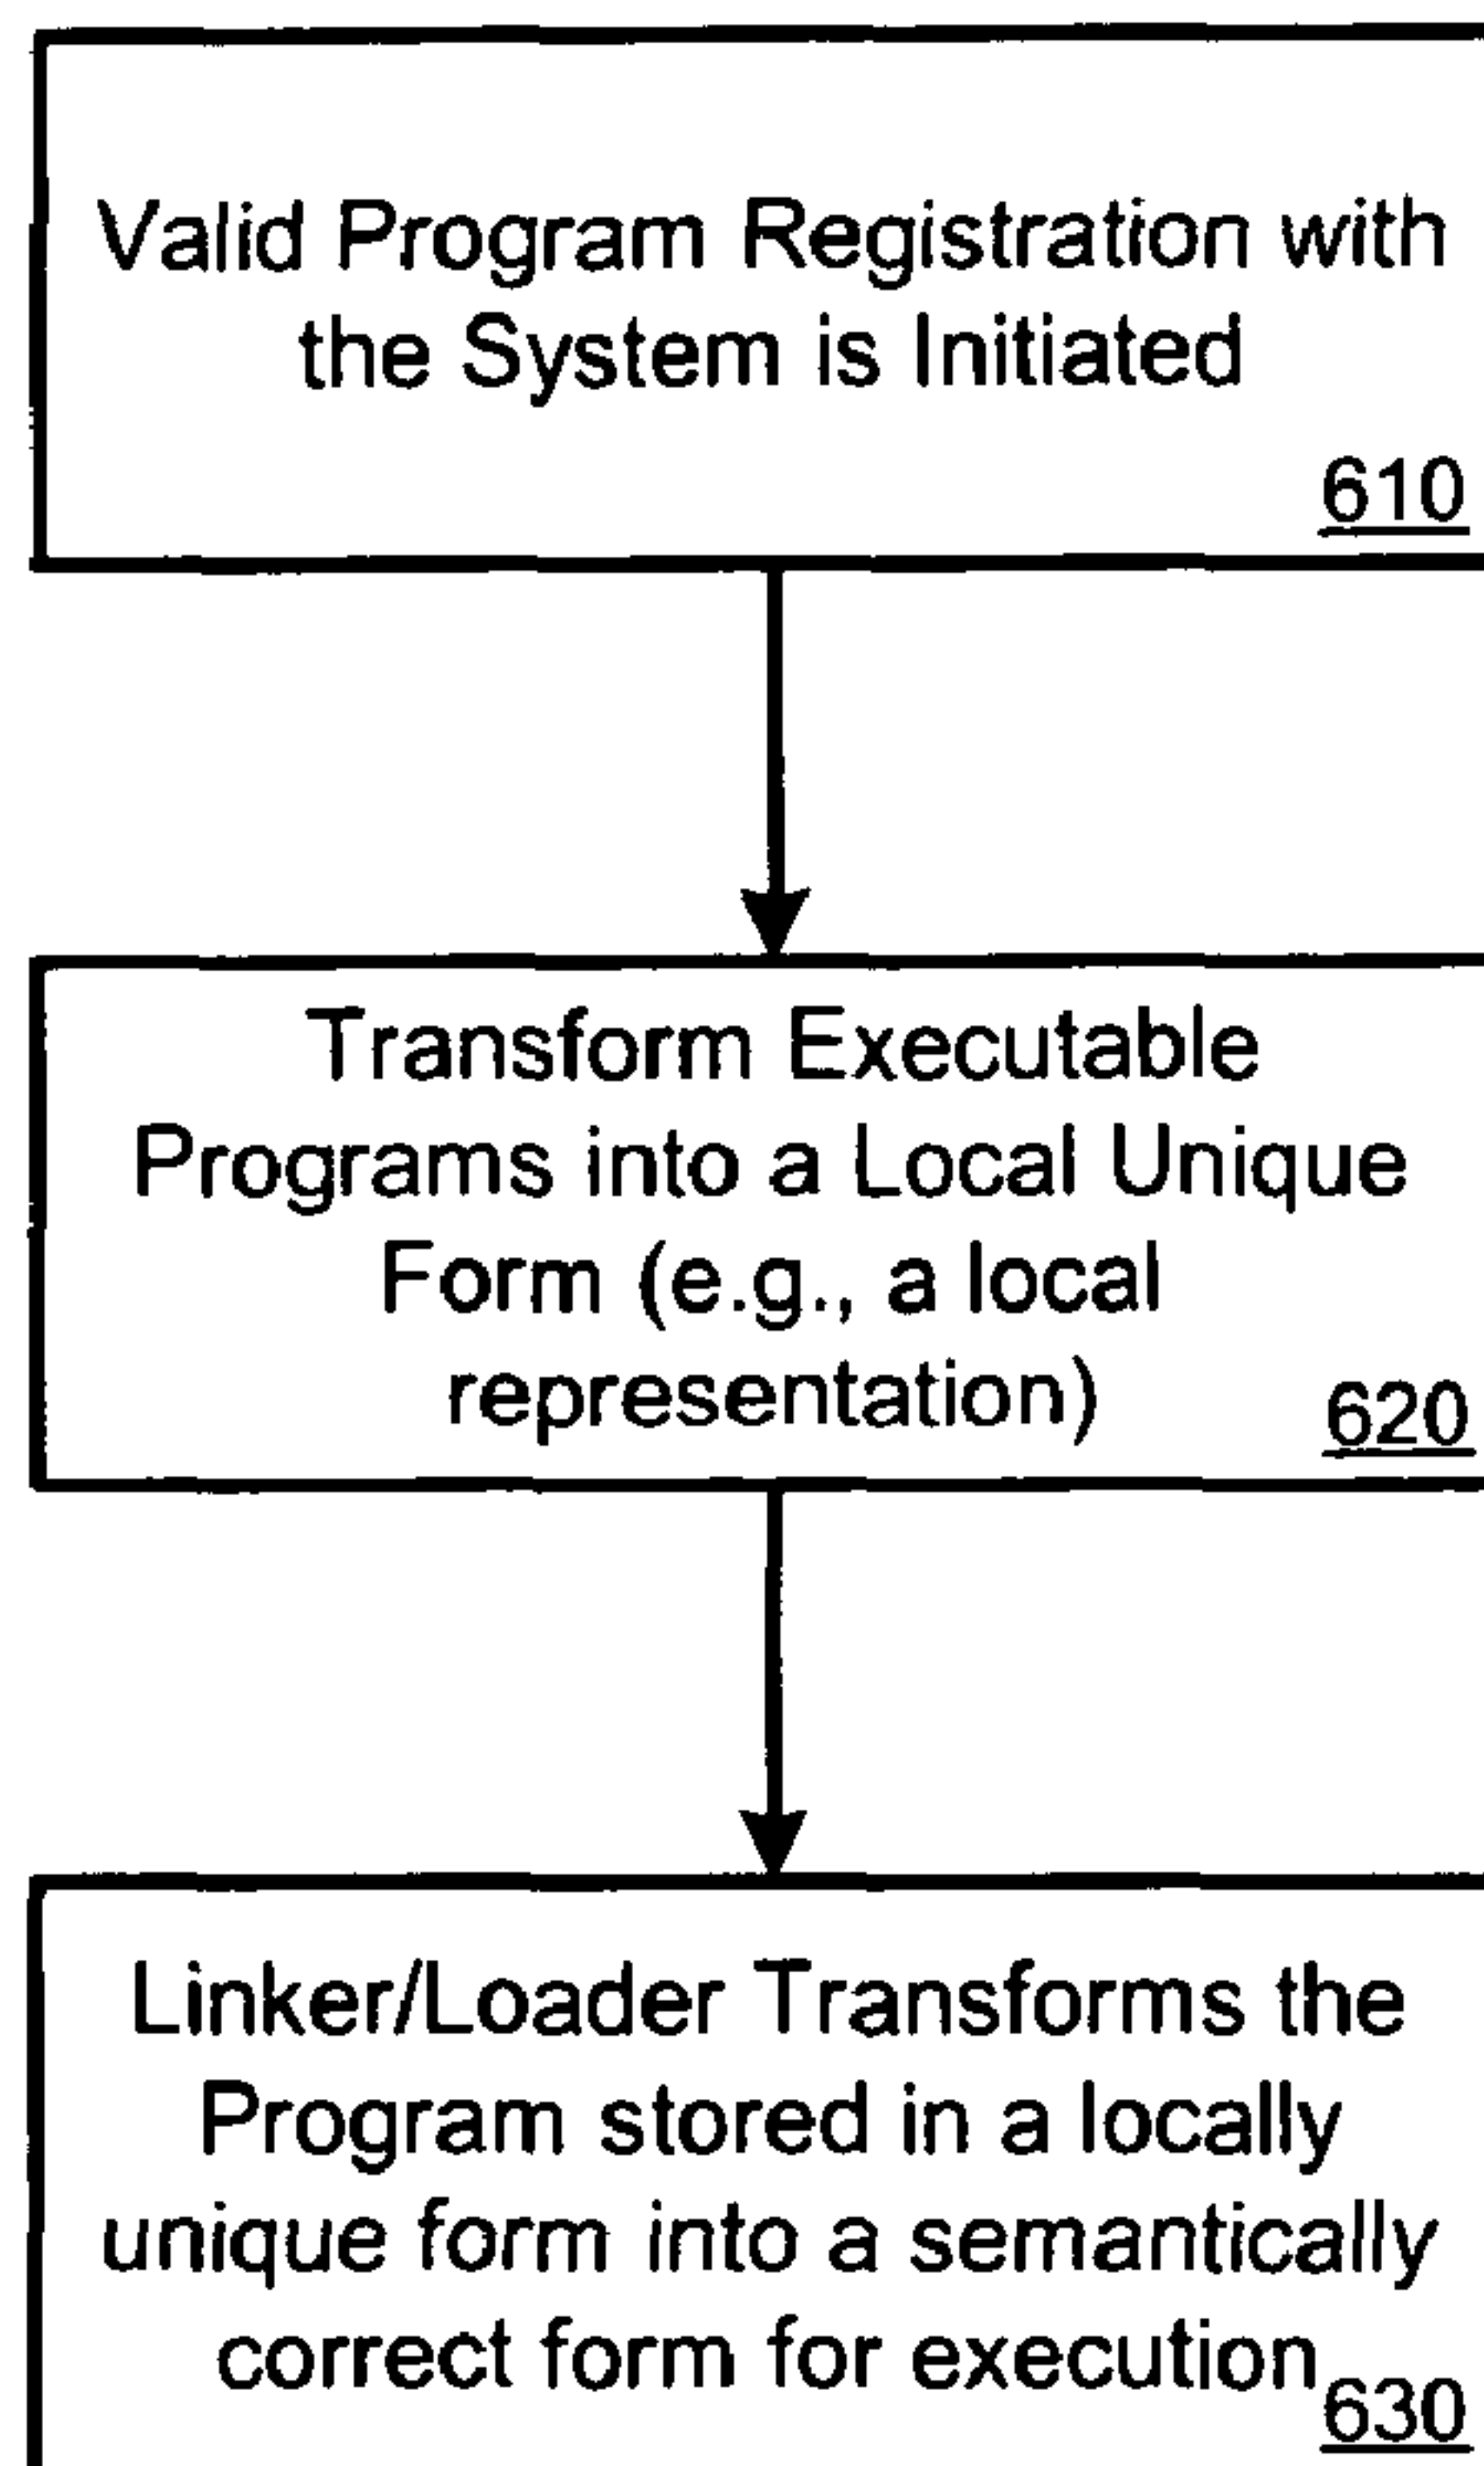 Valid Program Registration with
the System is Initiated
610
Transform Executable
Programs into a Local Unique
Form (e.g., a local
representation)
620
Linker/Loader Transforms the
Program stored in a locally
unique form into a semantically
correct form for execution
630